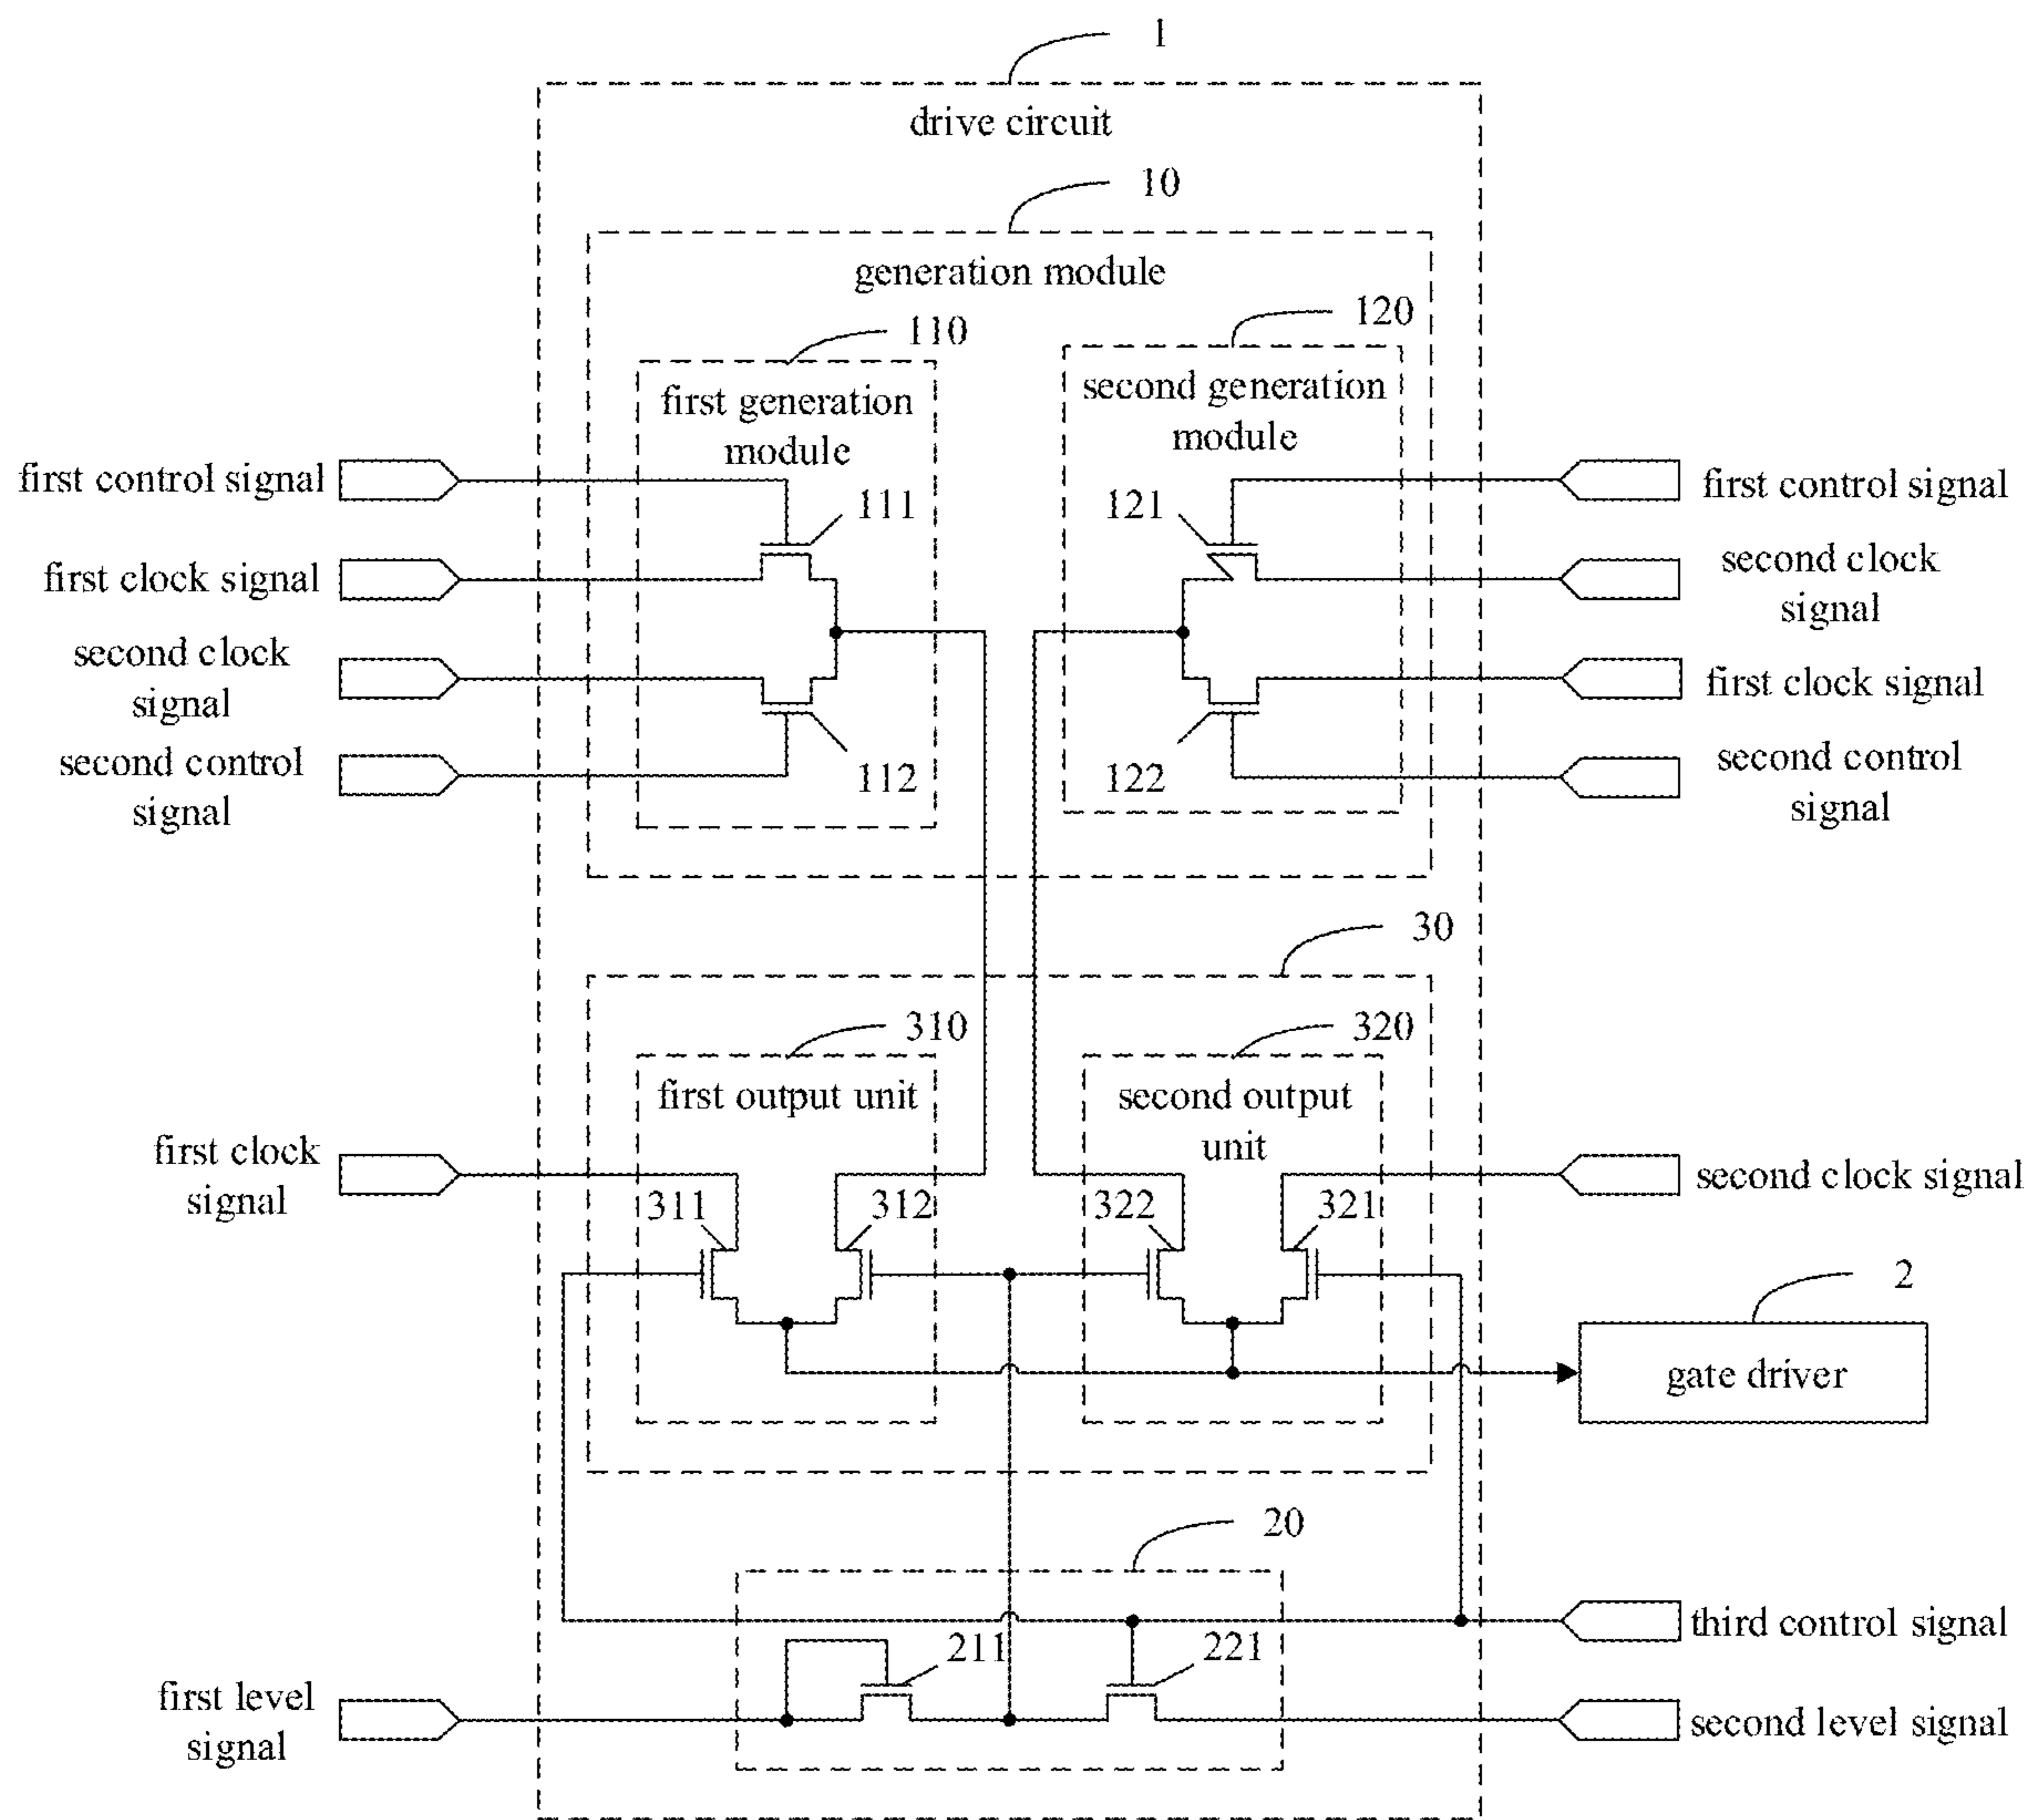 1
drive circuit
10
generation module
110
120
first generation
module
second generation
module
first control signal
first control signal
111
121
first clock signal
second clock
signal
second clock
signal
first clock signal
second control
signal
112
122
second control
signal
30
310
320
first output unit
second output
unit
first clock
signal
second clock signal
311
312
322
321
2
gate driver
20
third control signal
211
221
first level
signal
second level signal